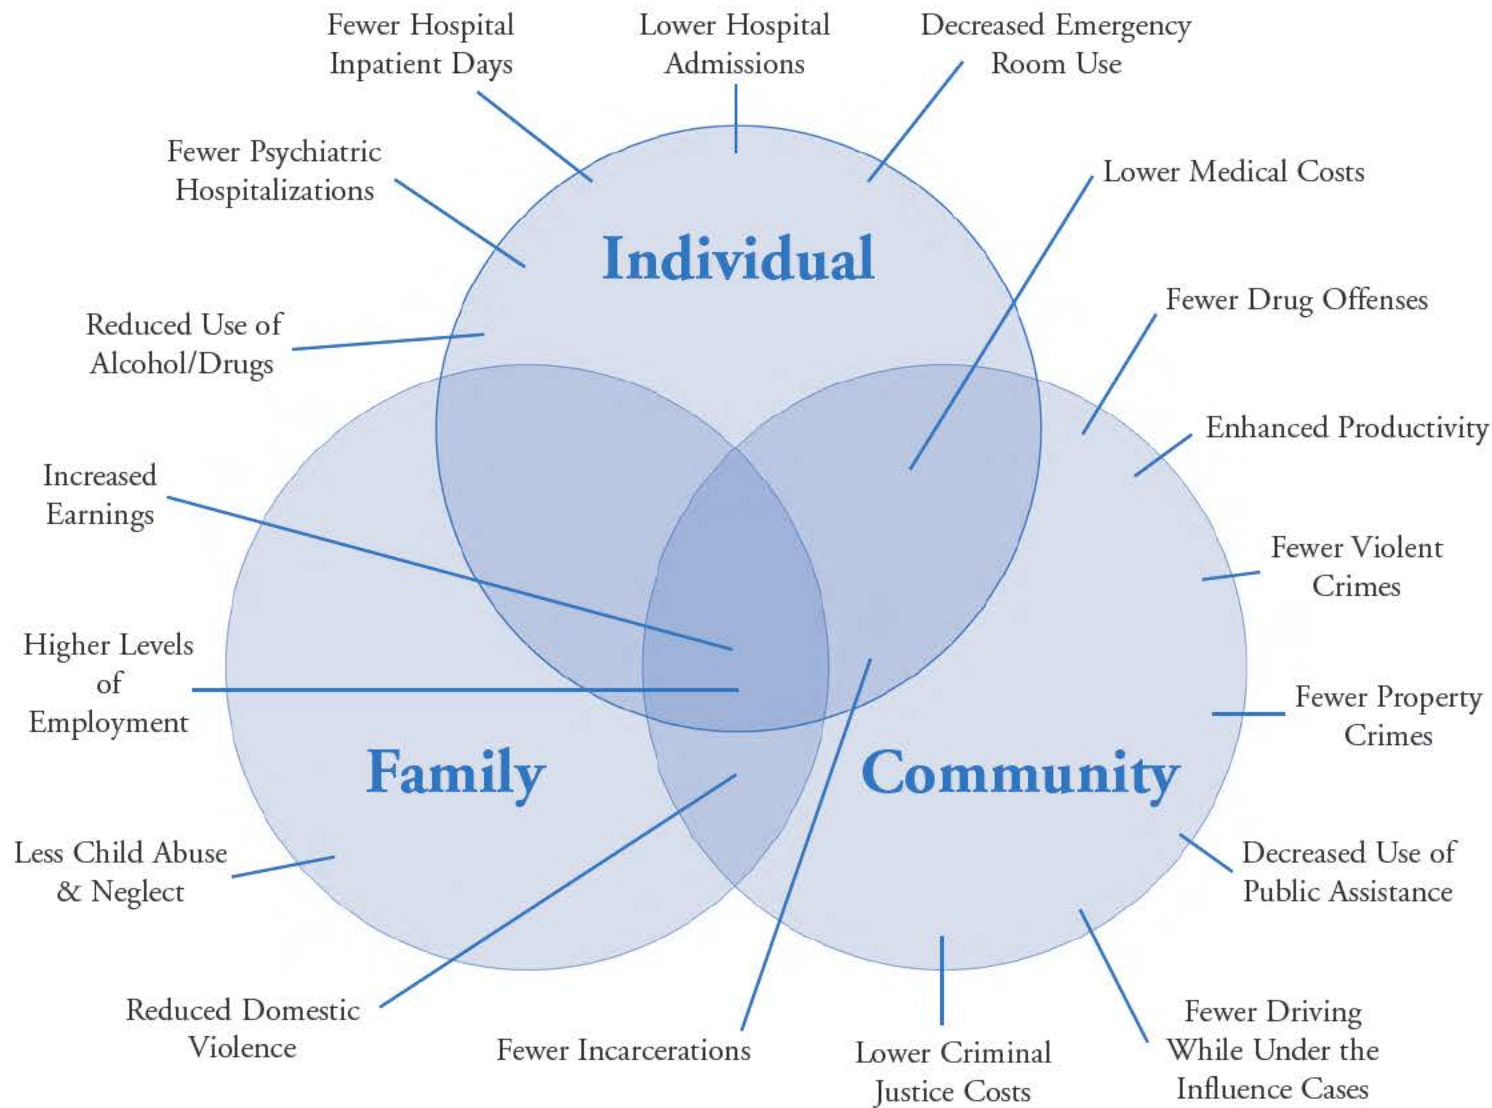 Fewer Hospital
Inpatient Days
Lower Hospital
Admissions
Decreased Emergency
Room Use
Fewer Psychiatric
Hospitalizations
Lower Medical Costs
Individual
Reduced Use of
Alcohol/Drugs
Fewer Drug Offenses
Enhanced Productivity
Increased
Earnings
Fewer Violent
Crimes
Higher Levels
of
Employment
Fewer Property
Crimes
Family
Community
Less Child Abuse
& Neglect
Decreased Use of
Public Assistance
Reduced Domestic
Violence
Fewer Incarcerations
Lower Criminal
Justice Costs
Fewer Driving
While Under the
Influence Cases